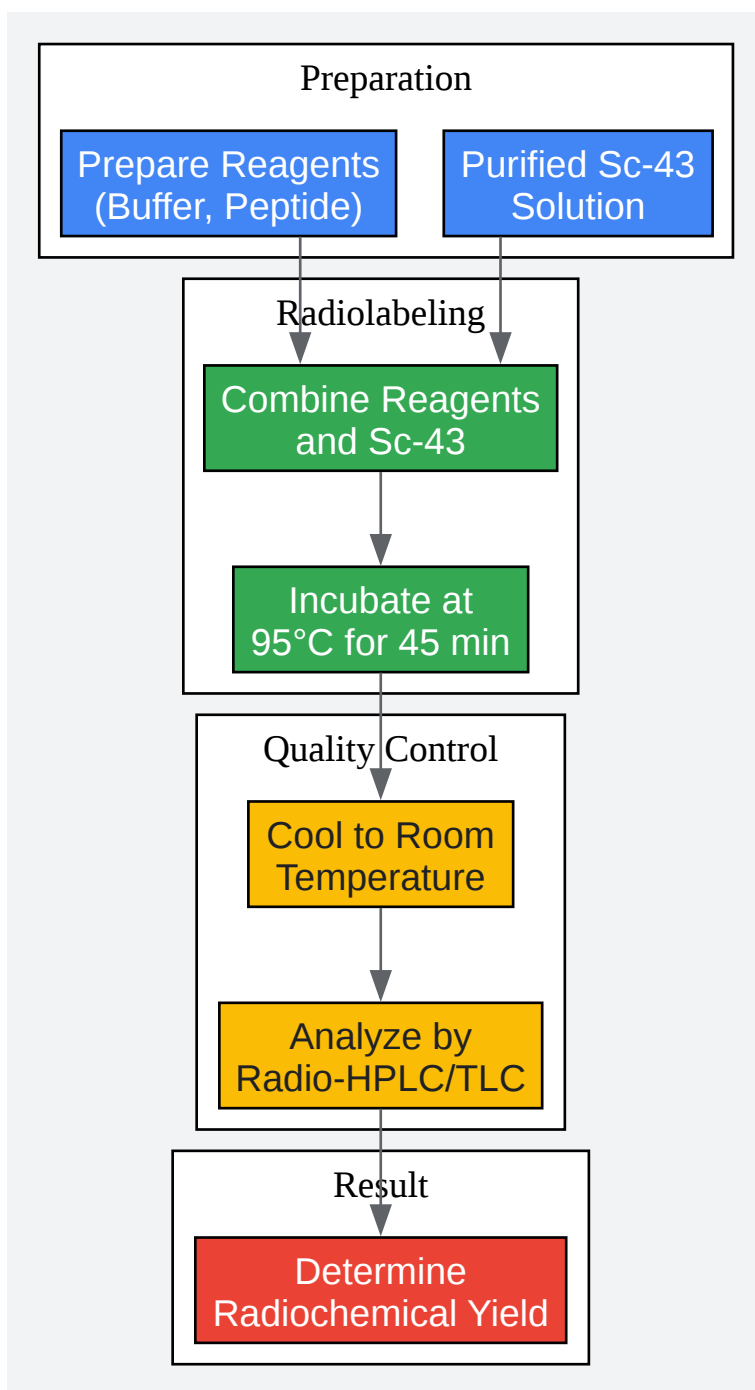 Preparation
Prepare Reagents
(Buffer, Peptide)
Purified Sc-43
Solution
Radiolabeling
Combine Reagents
and Sc-43
Incubate at
95°C for 45 min
Quality Control
Cool to Room
Temperature
Analyze by
Radio-HPLC/TLC
Result
Determine
Radiochemical Yield